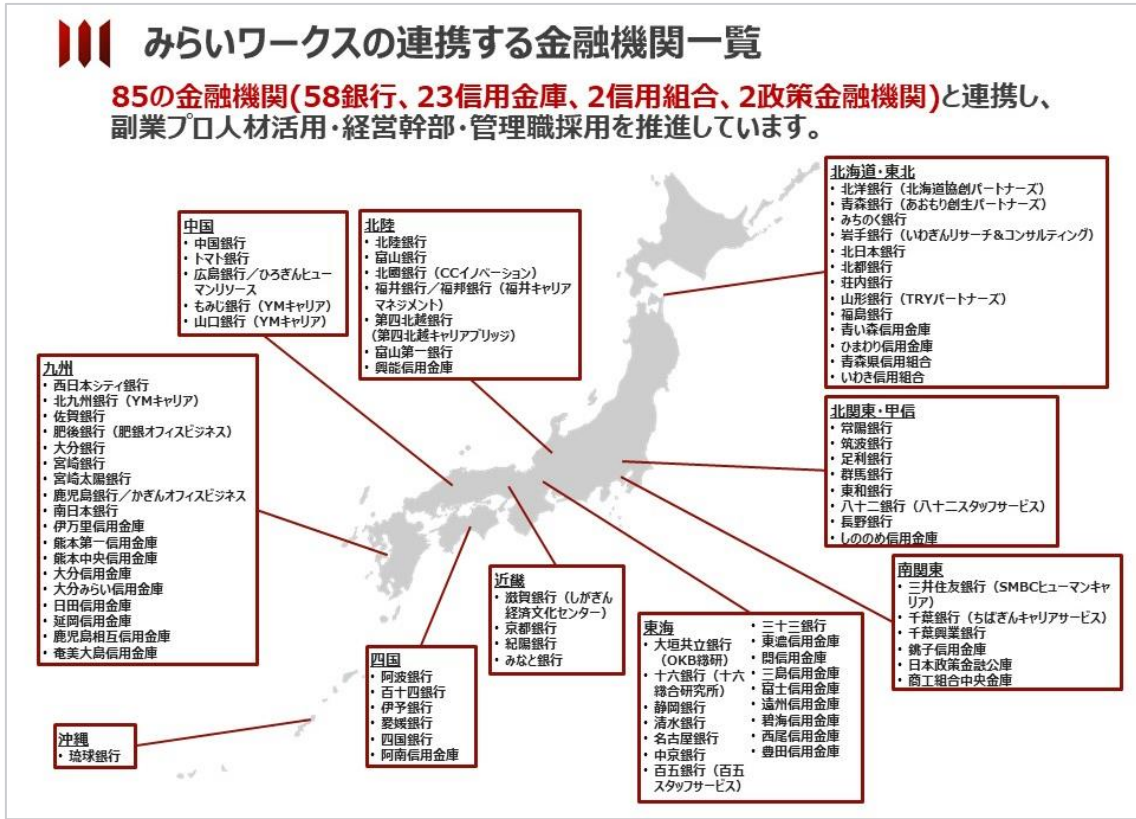 みらいワークスの連携する金融機関一覧
85の金融機関(58銀行、23信用金庫、2信用組合、2政策金融機関)と連携し、
副業プロ人材活用・経営幹部・管理職採用を推進しています。
北海道・東北
・北洋銀行（北海道協創パートナーズ）
・青森銀行（あおもり創生パートナーズ）
・みちのく銀行
・岩手銀行（いわぎんリサーチ&コンサルティング）
・北日本銀行
・北都銀行
・荘内銀行
・山形銀行（TRYパートナーズ）
・福島銀行
・青い森信用金庫
・ひまわり信用金庫
・青森県信用組合
・いわき信用組合
中国
・中国銀行
・トマト銀行
・広島銀行／ひろぎんヒュー
マンリソース
・もみじ銀行（YMキャリア）
・山口銀行（YMキャリア）
北陸
・北陸銀行
・富山銀行
・北國銀行（CCイノベーション）
・福井銀行／福邦銀行（福井キャリア
マネジメント）
・第四北越銀行
（第四北越キャリアブリッジ）
・富山第一銀行
・興能信用金庫
九州
・西日本シティ銀行
・北九州銀行（YMキャリア）
・佐賀銀行
・肥後銀行（肥銀オフィスビジネス）
・大分銀行
・宮崎銀行
・宮崎太陽銀行
・鹿児島銀行／かぎんオフィスビジネス
・南日本銀行
・伊万里信用金庫
・熊本第一信用金庫
・熊本中央信用金庫
・大分信用金庫
・大分みらい信用金庫
・日田信用金庫
・延岡信用金庫
・鹿児島相互信用金庫
・奄美大島信用金庫
北関東・甲信
・常陽銀行
・筑波銀行
・足利銀行
・群馬銀行
・東和銀行
・八十二銀行（八十二スタッフサービス）
・長野銀行
・しののめ信用金庫
南関東
・三井住友銀行（SMBCヒューマンキャ
リア）
・千葉銀行（ちばぎんキャリアサービス）
・千葉興業銀行
・銚子信用金庫
・日本政策金融公庫
・商工組合中央金庫
近畿
・滋賀銀行（しがぎん
経済文化センター）
・京都銀行
・紀陽銀行
・みなと銀行
東海
・大垣共立銀行
（OKB総研）
・十六銀行（十六
総合研究所）
・静岡銀行
・清水銀行
・名古屋銀行
・中京銀行
・百五銀行（百五
スタッフサービス）
・三十三銀行
・東濃信用金庫
・関信用金庫
・三島信用金庫
・富士信用金庫
・遠州信用金庫
・碧海信用金庫
・西尾信用金庫
・豊田信用金庫
四国
・阿波銀行
・百十四銀行
・伊予銀行
・愛媛銀行
・四国銀行
・阿南信用金庫
沖縄
・琉球銀行